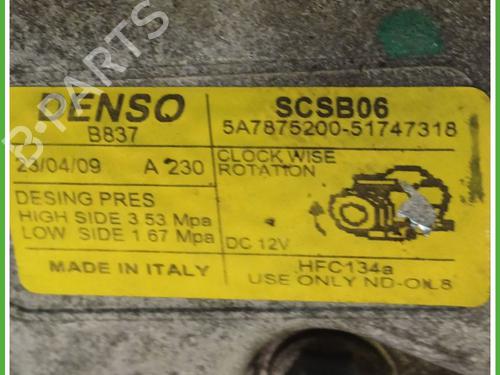 B-PARTS
DENSO
B837
SCSB06
5A7875200-51747318
23/04/09 A 230
CLOCK WISE
ROTATION
DESING PRES
HIGH SIDE 3.53 Mpa
LOW SIDE 1.67 Mpa
DC 12V
MADE IN ITALY
HFC134a
USE ONLY ND-OIL8